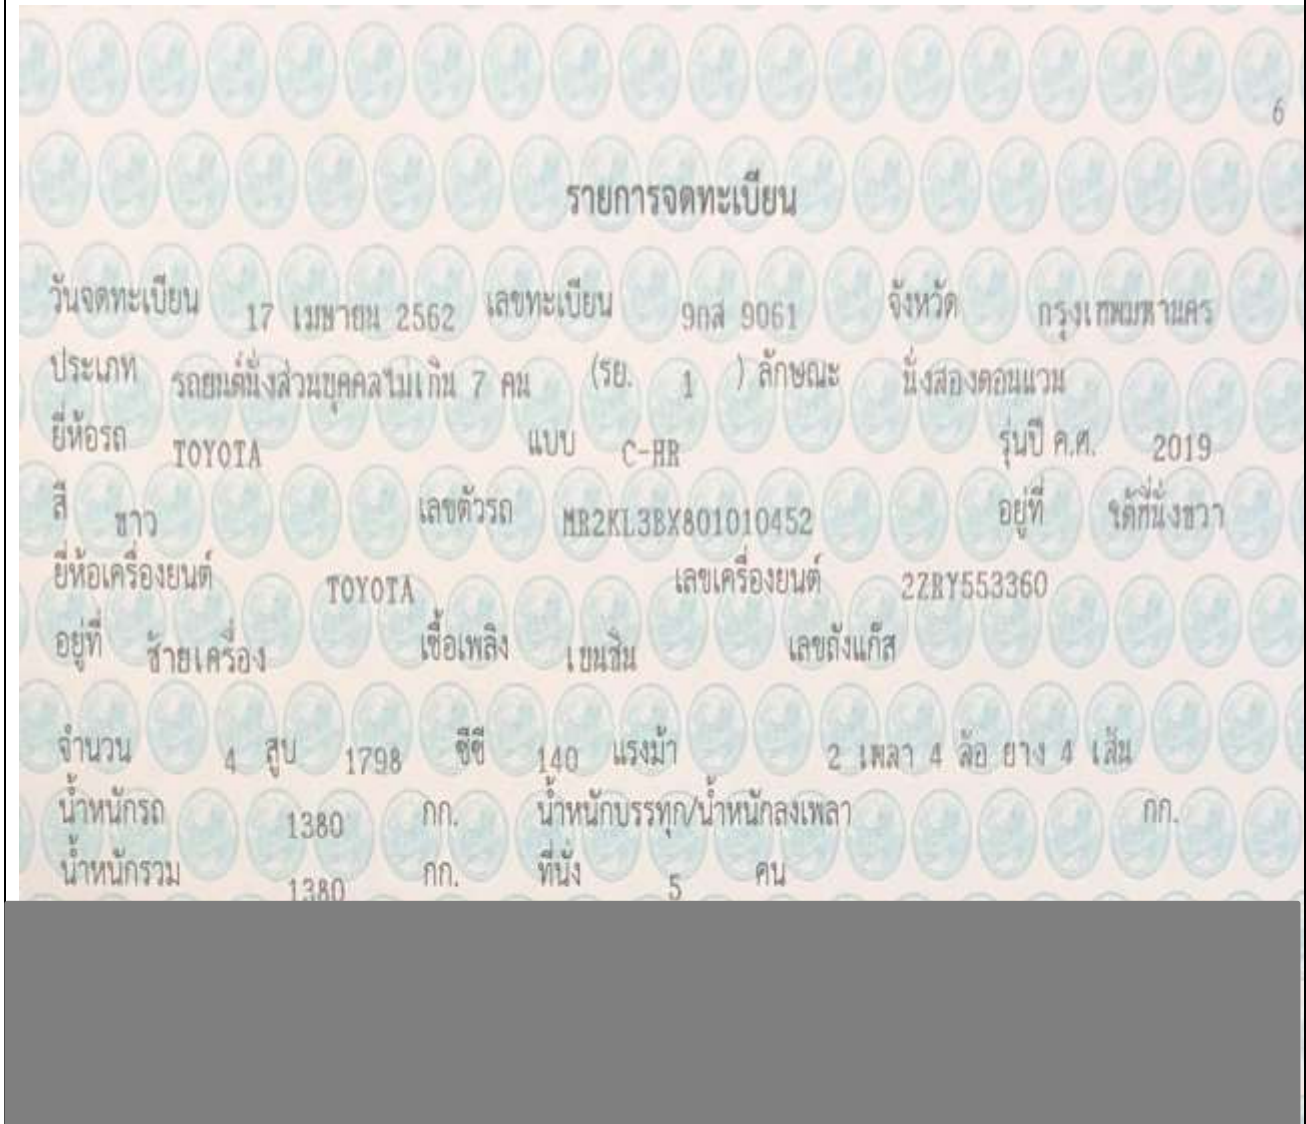 6
รายการจดทะเบียน
วันจดทะเบียน 17 เมษายน 2562 เลขทะเบียน 9กส 9061 จังหวัด กรุงเทพมหานคร
ประเภท รถยนต์นั่งส่วนบุคคลไม่เกิน 7 คน (รย. 1 ) ลักษณะ นั่งสองตอนแวน
ยี่ห้อรถ TOYOTA แบบ C-HR รุ่นปี ค.ศ. 2019
สี ขาว เลขตัวรถ MR2KL3BX801010452 อยู่ที่ ใต้ที่นั่งขวา
ยี่ห้อเครื่องยนต์ TOYOTA เลขเครื่องยนต์ 2ZRY553360
อยู่ที่ ซ้ายเครื่อง เชื้อเพลิง เบนซิน เลขถังแก๊ส
จำนวน 4 สูบ 1798 ซีซี 140 แรงม้า 2 เพลา 4 ล้อ ยาง 4 เส้น
น้ำหนักรถ 1380 กก. น้ำหนักบรรทุก/น้ำหนักลงเพลา กก.
น้ำหนักรวม 1380 กก. ที่นั่ง 5 คน